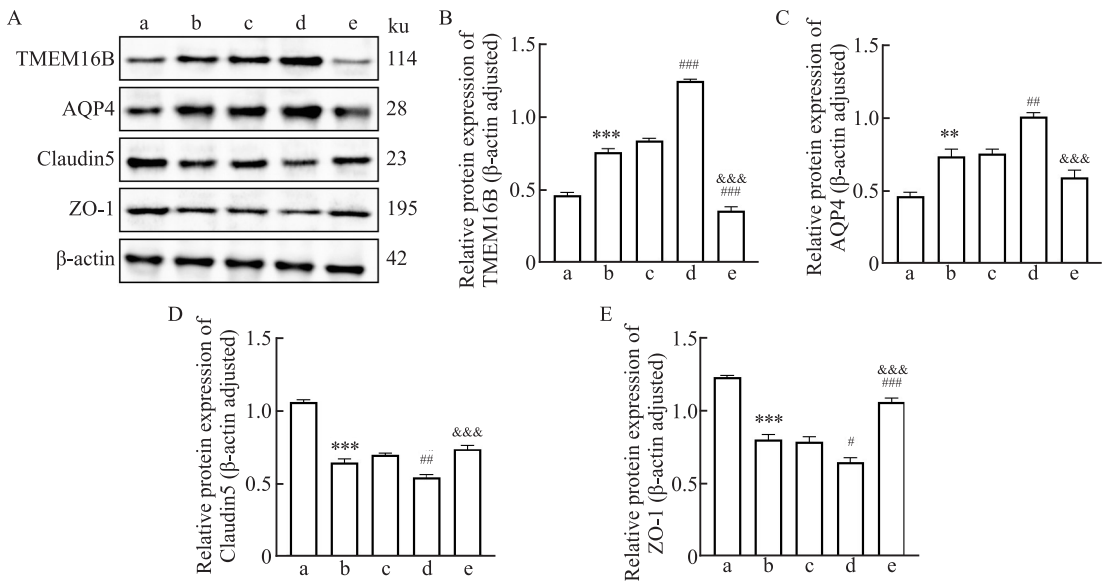 A
a b c d e ku
TMEM16B 114
AQP4 28
Claudin5 23
ZO-1 195
β-actin 42
B
Relative protein expression of
TMEM16B (β-actin adjusted)
1.5
1.0
0.5
0
***
###
&&&
###
a b c d e
C
Relative protein expression of
AQP4 (β-actin adjusted)
1.5
1.0
0.5
0
**
##
&&&
a b c d e
D
Relative protein expression of
Claudin5 (β-actin adjusted)
1.5
1.0
0.5
0
***
##
&&&
a b c d e
E
Relative protein expression of
ZO-1 (β-actin adjusted)
1.5
1.0
0.5
0
***
#
&&&
###
a b c d e